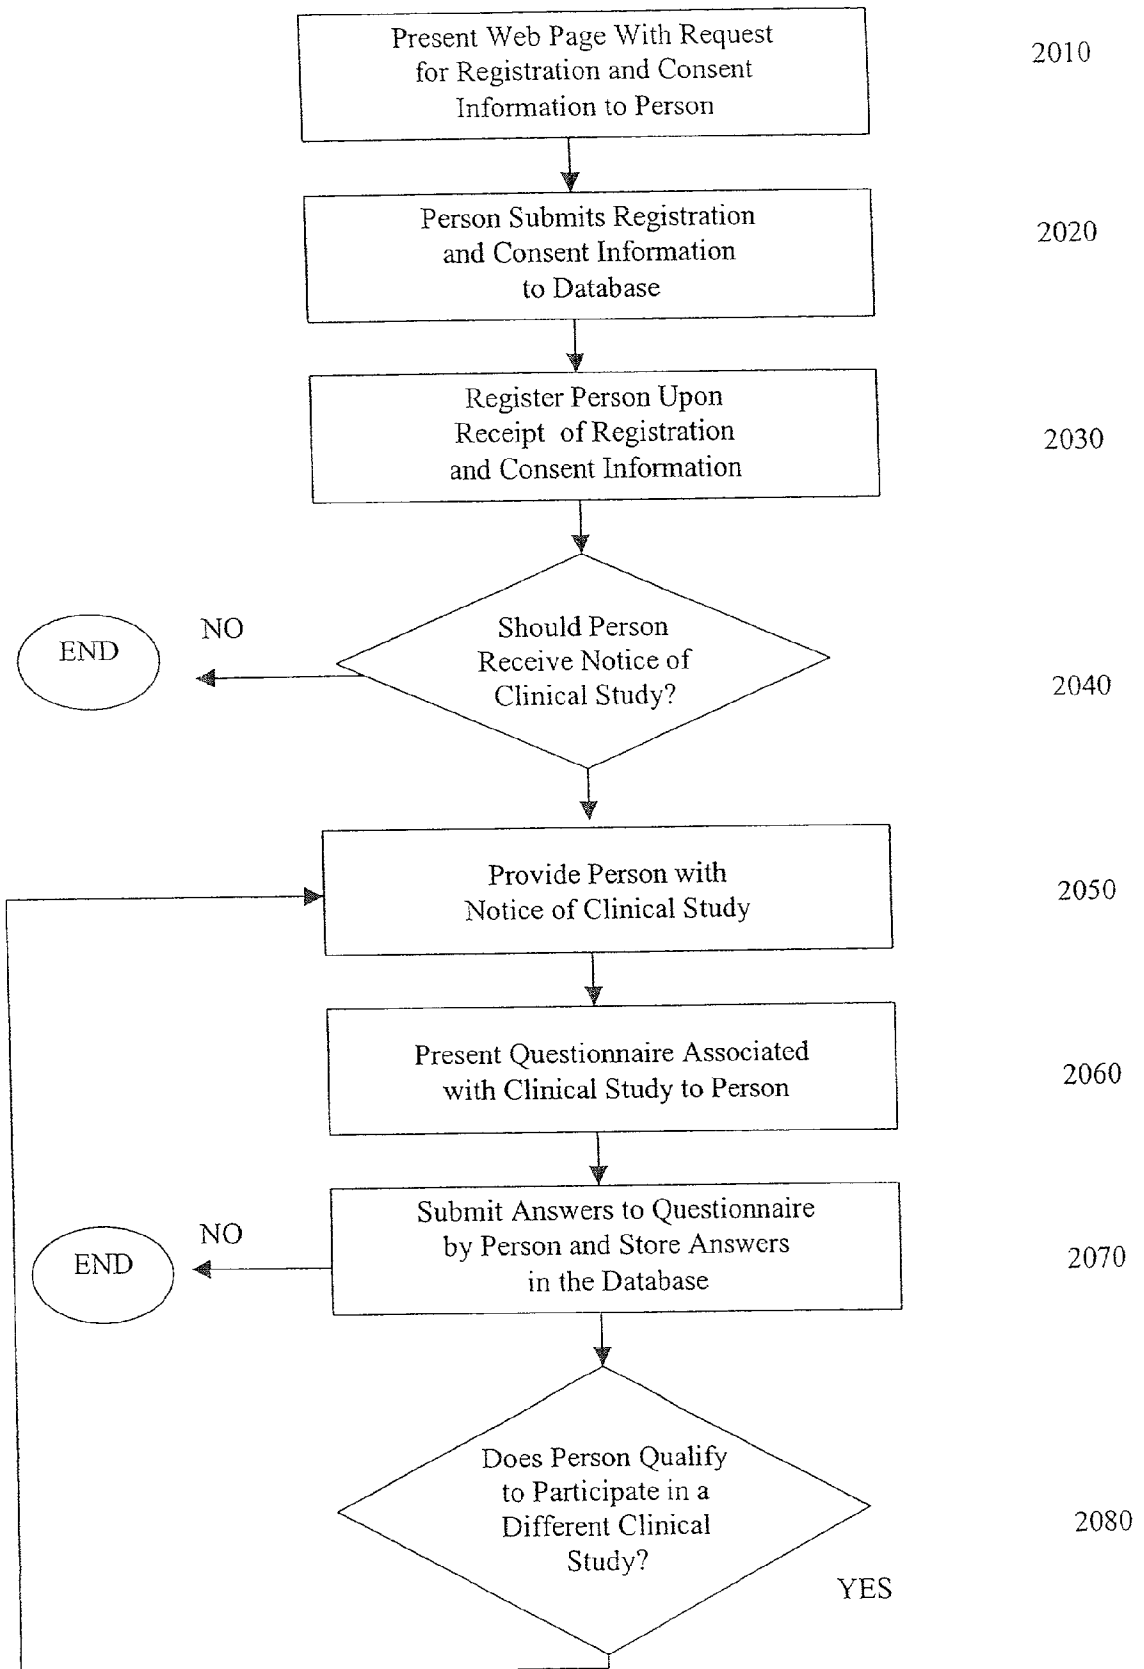 Present Web Page With Request
for Registration and Consent
Information to Person
2010
Person Submits Registration
and Consent Information
to Database
2020
Register Person Upon
Receipt of Registration
and Consent Information
2030
Should Person
Receive Notice of
Clinical Study?
NO
END
2040
Provide Person with
Notice of Clinical Study
2050
Present Questionnaire Associated
with Clinical Study to Person
2060
Submit Answers to Questionnaire
by Person and Store Answers
in the Database
NO
END
2070
Does Person Qualify
to Participate in a
Different Clinical
Study?
2080
YES